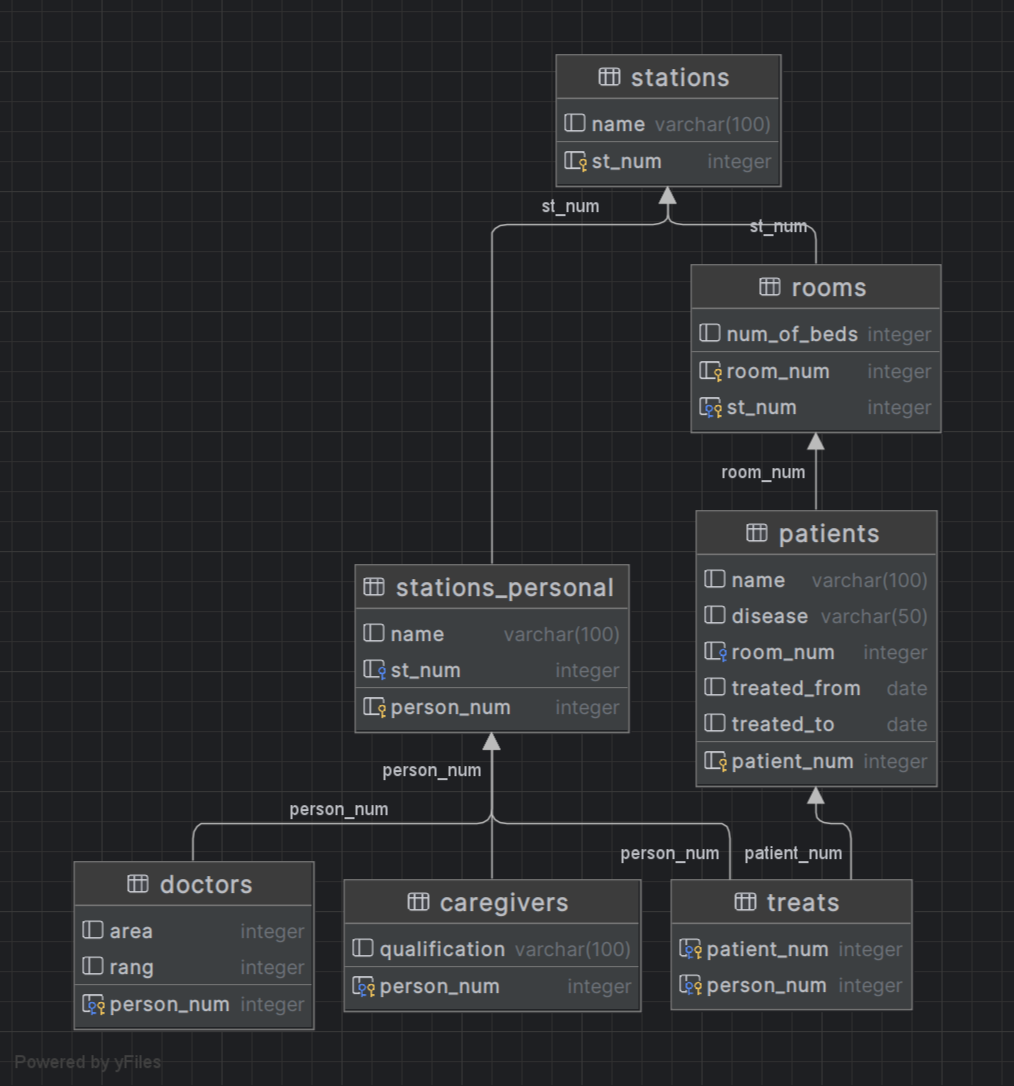 stations
name varchar(100)
st_num integer
st_num
st_num
rooms
num_of_beds integer
room_num integer
st_num integer
room_num
patients
name varchar(100)
disease varchar(50)
room_num integer
treated_from date
treated_to date
patient_num integer
stations_personal
name varchar(100)
st_num integer
person_num integer
person_num
person_num
person_num
patient_num
doctors
area integer
rang integer
person_num integer
caregivers
qualification varchar(100)
person_num integer
treats
patient_num integer
person_num integer
Powered by yFiles